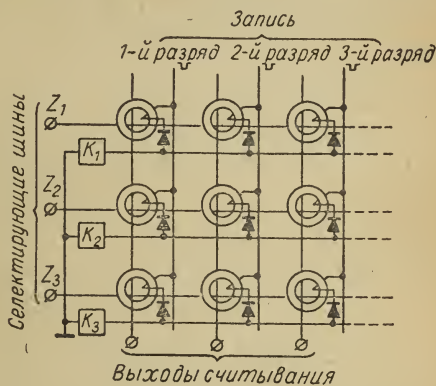 Запись
1-й разряд 2-й разряд 3-й разряд
Z1
K1
Z2
K2
Z3
K3
Селектирующие шины
Выходы считывания